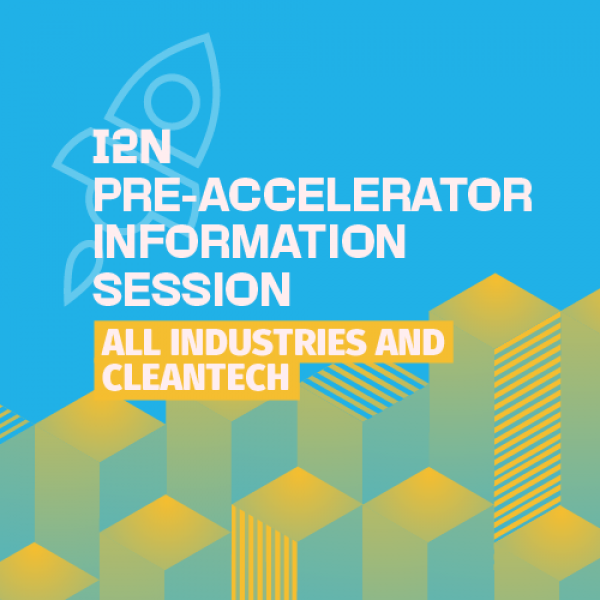 I2N
PRE-ACCELERATOR
INFORMATION
SESSION
ALL INDUSTRIES AND
CLEANTECH